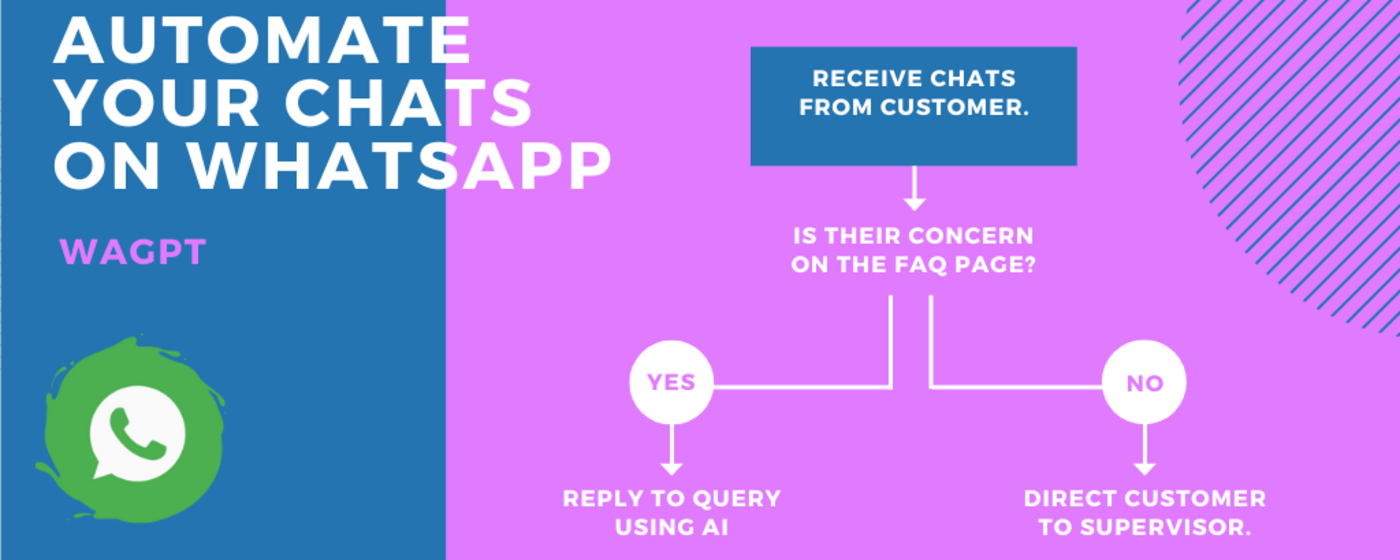 AUTOMATE
YOUR CHATS
ON WHATSAPP
WAGPT
RECEIVE CHATS
FROM CUSTOMER.
IS THEIR CONCERN
ON THE FAQ PAGE?
YES
NO
REPLY TO QUERY
USING AI
DIRECT CUSTOMER
TO SUPERVISOR.